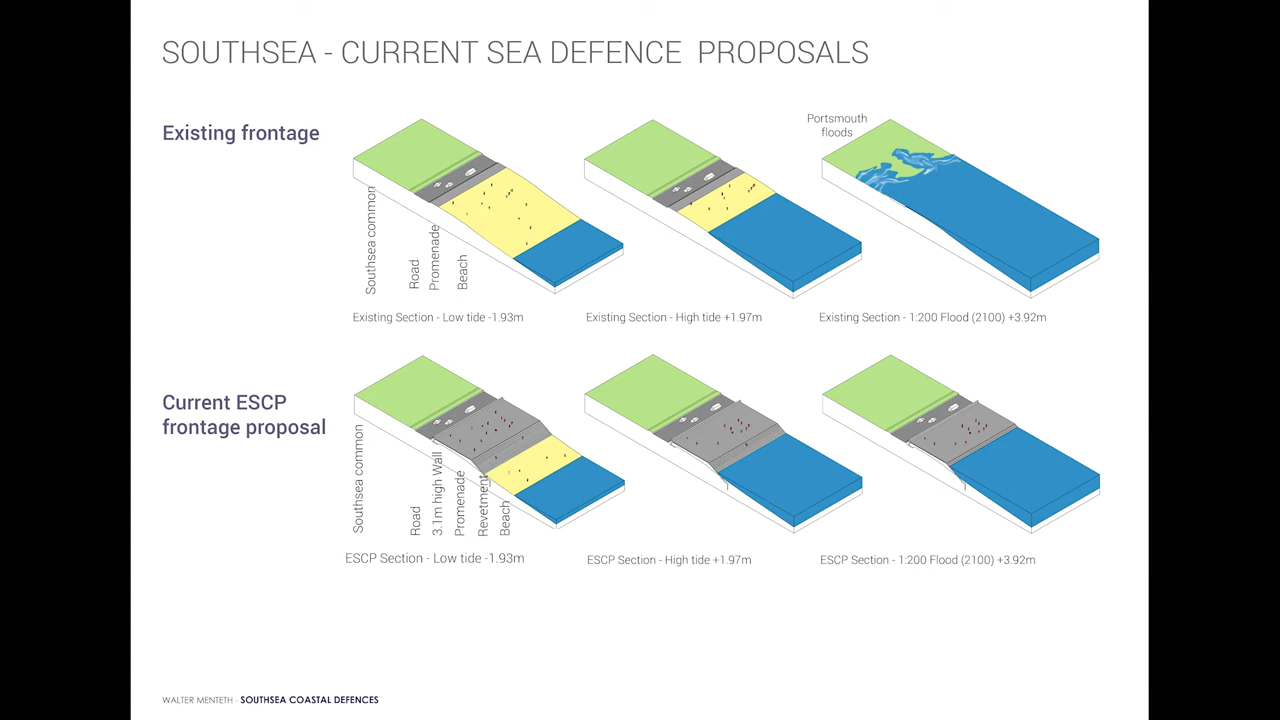 SOUTHSEA - CURRENT SEA DEFENCE PROPOSALS
Existing frontage
Portsmouth
floods
Southsea common
Road
Promenade
Beach
Existing Section - Low tide -1.93m
Existing Section - High tide +1.97m
Existing Section - 1:200 Flood (2100) +3.92m
Current ESCP
frontage proposal
Southsea common
Road
3.1m high Wall
Promenade
Revetment
Beach
ESCP Section - Low tide -1.93m
ESCP Section - High tide +1.97m
ESCP Section - 1:200 Flood (2100) +3.92m
WALTER MENTETH - SOUTHSEA COASTAL DEFENCES